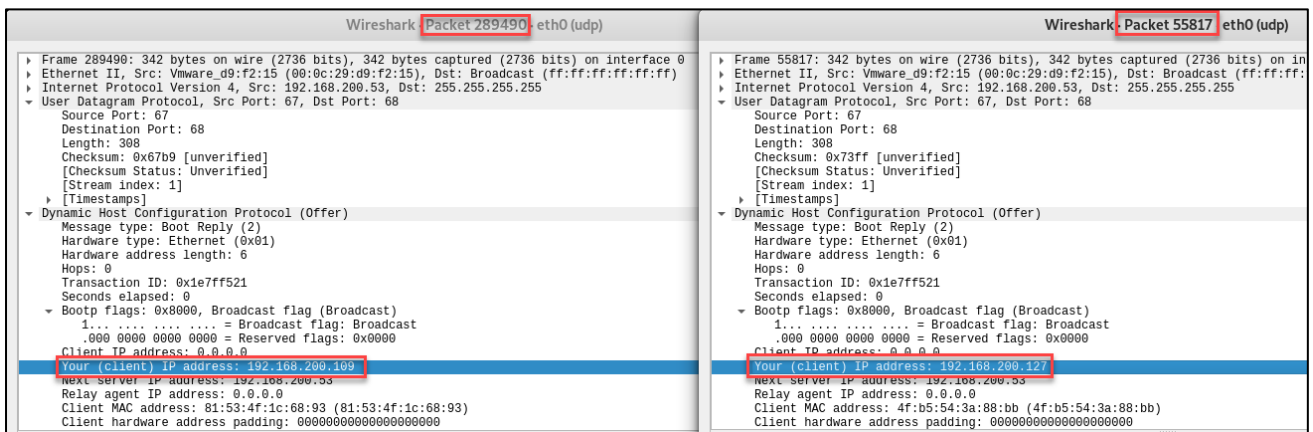 Wireshark · Packet 289490 · eth0 (udp)
Frame 289490: 342 bytes on wire (2736 bits), 342 bytes captured (2736 bits) on interface 0
Ethernet II, Src: Vmware_d9:f2:15 (00:0c:29:d9:f2:15), Dst: Broadcast (ff:ff:ff:ff:ff:ff)
Internet Protocol Version 4, Src: 192.168.200.53, Dst: 255.255.255.255
User Datagram Protocol, Src Port: 67, Dst Port: 68
Source Port: 67
Destination Port: 68
Length: 308
Checksum: 0x67b9 [unverified]
[Checksum Status: Unverified]
[Stream index: 1]
[Timestamps]
Dynamic Host Configuration Protocol (Offer)
Message type: Boot Reply (2)
Hardware type: Ethernet (0x01)
Hardware address length: 6
Hops: 0
Transaction ID: 0x1e7ff521
Seconds elapsed: 0
Bootp flags: 0x8000, Broadcast flag (Broadcast)
1... .... .... .... = Broadcast flag: Broadcast
.000 0000 0000 0000 = Reserved flags: 0x0000
Client IP address: 0.0.0.0
Your (client) IP address: 192.168.200.109
Next server IP address: 192.168.200.53
Relay agent IP address: 0.0.0.0
Client MAC address: 81:53:4f:1c:68:93 (81:53:4f:1c:68:93)
Client hardware address padding: 00000000000000000000
Wireshark · Packet 55817 · eth0 (udp)
Frame 55817: 342 bytes on wire (2736 bits), 342 bytes captured (2736 bits) on in
Ethernet II, Src: Vmware_d9:f2:15 (00:0c:29:d9:f2:15), Dst: Broadcast (ff:ff:ff:
Internet Protocol Version 4, Src: 192.168.200.53, Dst: 255.255.255.255
User Datagram Protocol, Src Port: 67, Dst Port: 68
Source Port: 67
Destination Port: 68
Length: 308
Checksum: 0x73ff [unverified]
[Checksum Status: Unverified]
[Stream index: 1]
[Timestamps]
Dynamic Host Configuration Protocol (Offer)
Message type: Boot Reply (2)
Hardware type: Ethernet (0x01)
Hardware address length: 6
Hops: 0
Transaction ID: 0x1e7ff521
Seconds elapsed: 0
Bootp flags: 0x8000, Broadcast flag (Broadcast)
1... .... .... .... = Broadcast flag: Broadcast
.000 0000 0000 0000 = Reserved flags: 0x0000
Client IP address: 0.0.0.0
Your (client) IP address: 192.168.200.127
Next server IP address: 192.168.200.53
Relay agent IP address: 0.0.0.0
Client MAC address: 4f:b5:54:3a:88:bb (4f:b5:54:3a:88:bb)
Client hardware address padding: 00000000000000000000